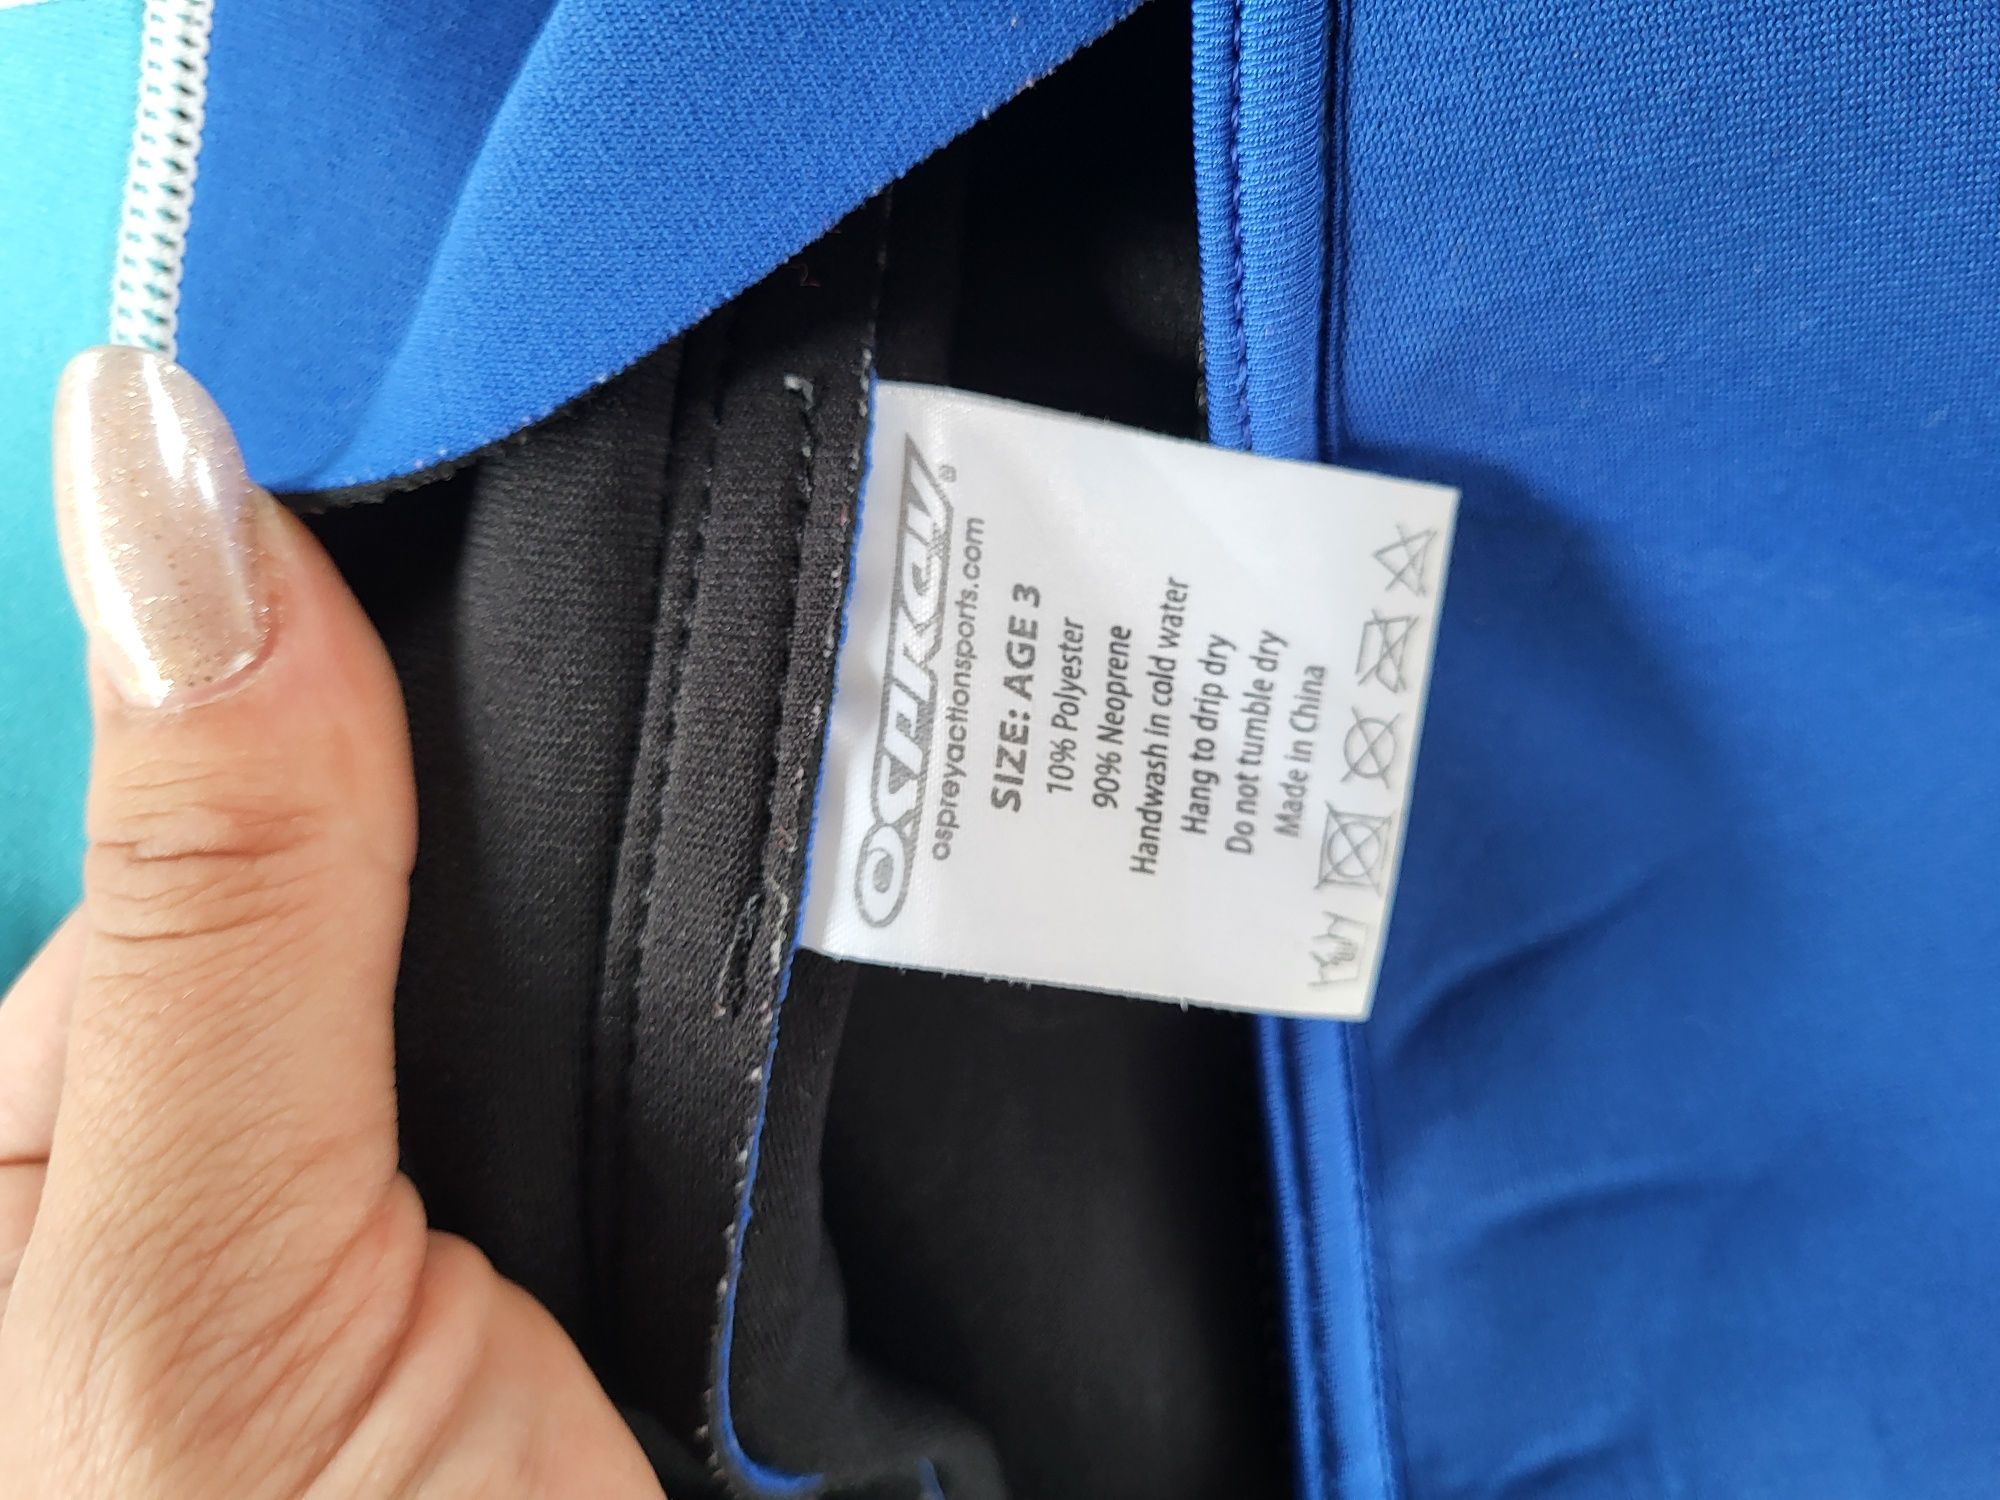 OSPREY®
ospreyactionsports.com
SIZE: AGE 3
10% Polyester
90% Neoprene
Handwash in cold water
Hang to drip dry
Do not tumble dry
Made in China